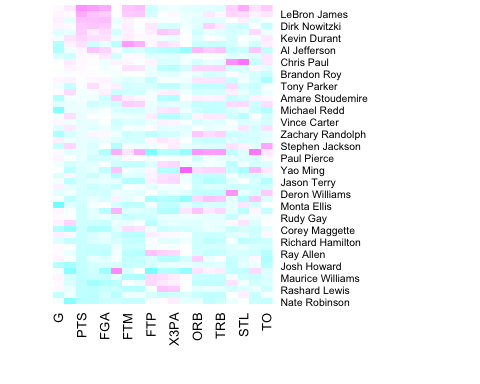 LeBron James
Dirk Nowitzki
Kevin Durant
Al Jefferson
Chris Paul
Brandon Roy
Tony Parker
Amare Stoudemire
Michael Redd
Vince Carter
Zachary Randolph
Stephen Jackson
Paul Pierce
Yao Ming
Jason Terry
Deron Williams
Monta Ellis
Rudy Gay
Corey Maggette
Richard Hamilton
Ray Allen
Josh Howard
Maurice Williams
Rashard Lewis
Nate Robinson
G
PTS
FGA
FTM
FTP
X3PA
ORB
TRB
STL
TO